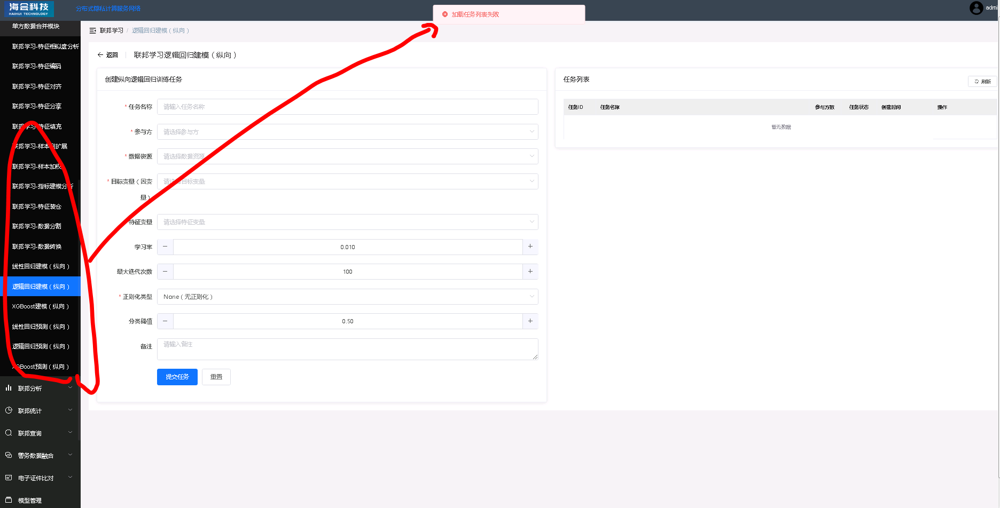 海会科技
HAIHUI TECHNOLOGY
分布式隐私计算服务网络
加载任务列表失败
admi
单方数据合并模块
联邦学习-特征相似度分析
联邦学习-特征编码
联邦学习-特征对齐
联邦学习-特征分享
联邦学习-特征填充
联邦学习-样本列扩展
联邦学习-样本加权
联邦学习-指标建模分析
联邦学习-特征装仓
联邦学习-数据分割
联邦学习-数据转换
线性回归建模（纵向）
逻辑回归建模（纵向）
XGBoost建模（纵向）
线性回归预测（纵向）
逻辑回归预测（纵向）
XGBoost预测（纵向）
联邦分析
联邦统计
联邦查询
警务数据融合
电子证件比对
模型管理
联邦学习 / 逻辑回归建模（纵向）
返回
联邦学习逻辑回归建模（纵向）
创建纵向逻辑回归训练任务
* 任务名称 请输入任务名称
* 参与方 请选择参与方
* 数据资源 请选择数据资源
* 目标变量（因变量） 请选择目标变量
特征变量 请选择特征变量
学习率 − 0.010 +
最大迭代次数 − 100 +
* 正则化类型 None（无正则化）
分类阈值 − 0.50 +
备注 请输入备注
提交任务 重置
任务列表
刷新
任务ID 任务名称 参与方数 任务状态 创建时间 操作
暂无数据